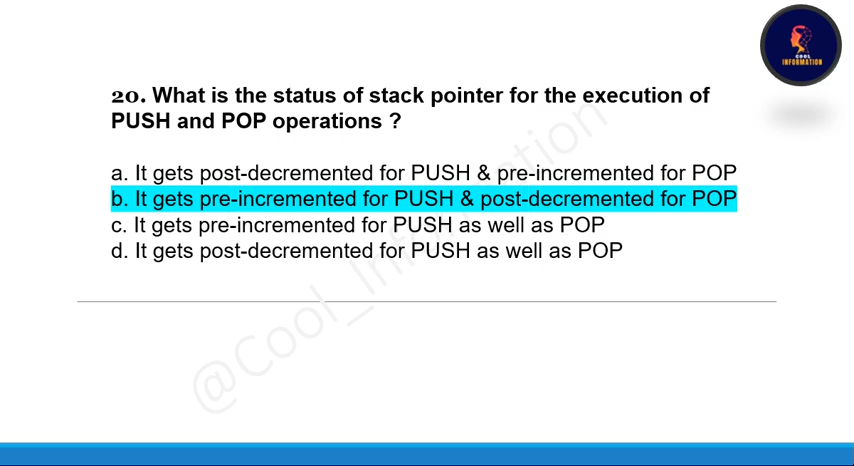 COOL
INFORMATION
20. What is the status of stack pointer for the execution of
PUSH and POP operations ?
a. It gets post-decremented for PUSH & pre-incremented for POP
b. It gets pre-incremented for PUSH & post-decremented for POP
c. It gets pre-incremented for PUSH as well as POP
d. It gets post-decremented for PUSH as well as POP
@Cool_Information